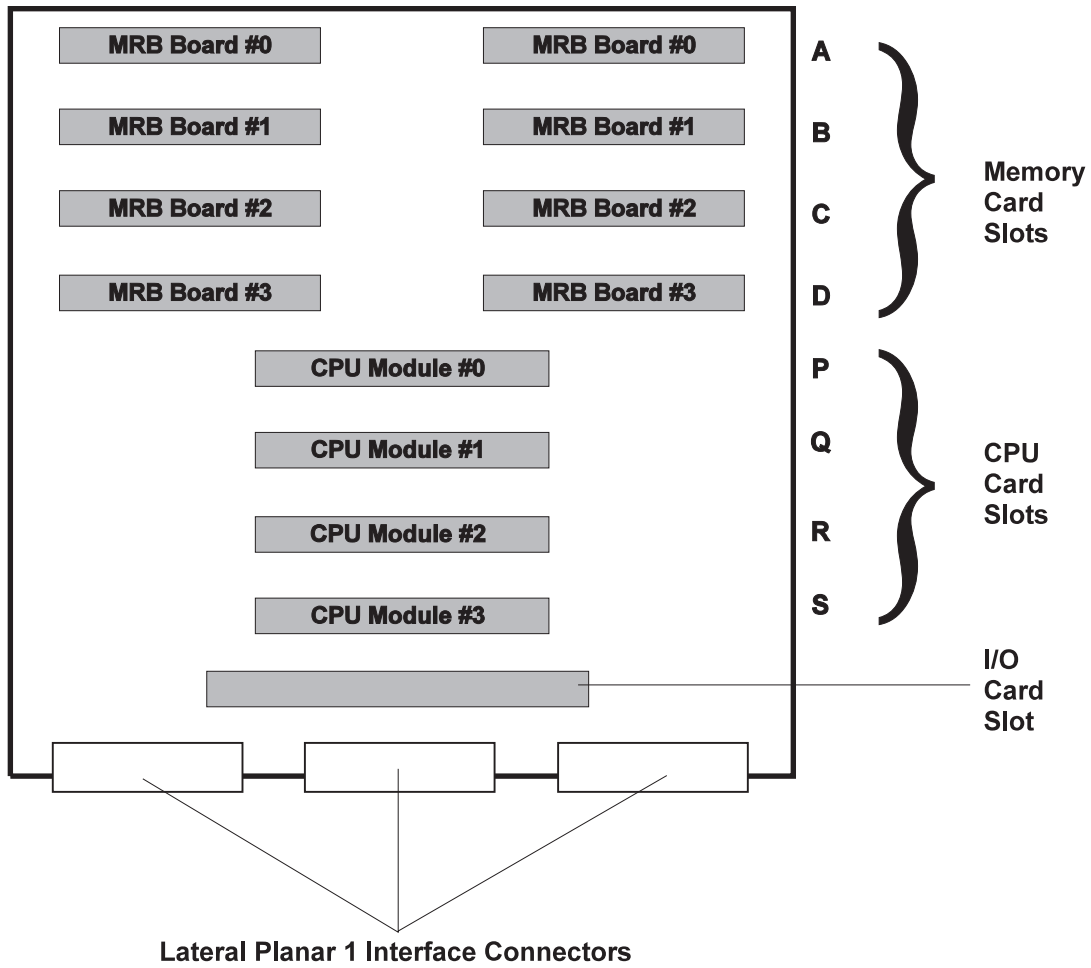 MRB Board #0 MRB Board #0 A
MRB Board #1 MRB Board #1 B
MRB Board #2 MRB Board #2 C
MRB Board #3 MRB Board #3 D
Memory
Card
Slots
CPU Module #0 P
CPU Module #1 Q
CPU Module #2 R
CPU Module #3 S
CPU
Card
Slots
I/O
Card
Slot
Lateral Planar 1 Interface Connectors